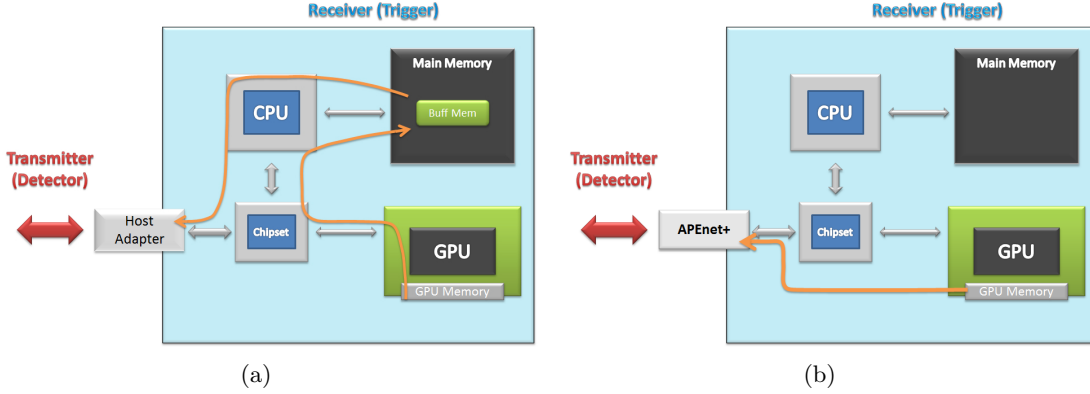 Receiver (Trigger)
Main Memory
CPU
Buff Mem
Transmitter
(Detector)
Host
Adapter
Chipset
GPU
GPU Memory
(a)
Receiver (Trigger)
Main Memory
CPU
Transmitter
(Detector)
APEnet+
Chipset
GPU
GPU Memory
(b)